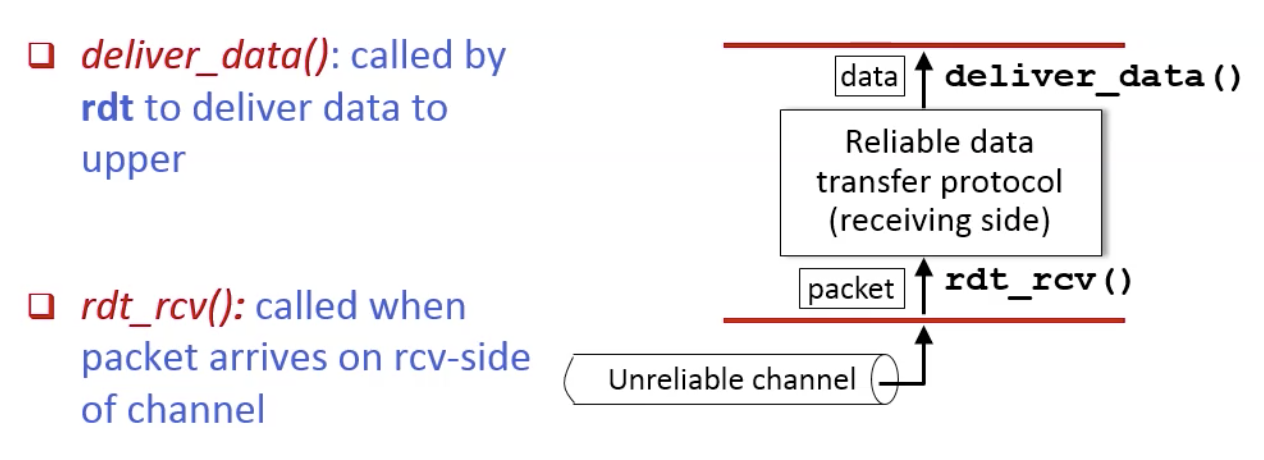 deliver_data(): called by
rdt to deliver data to
upper
rdt_rcv(): called when
packet arrives on rcv-side
of channel
data
deliver_data()
Reliable data
transfer protocol
(receiving side)
packet
rdt_rcv()
Unreliable channel